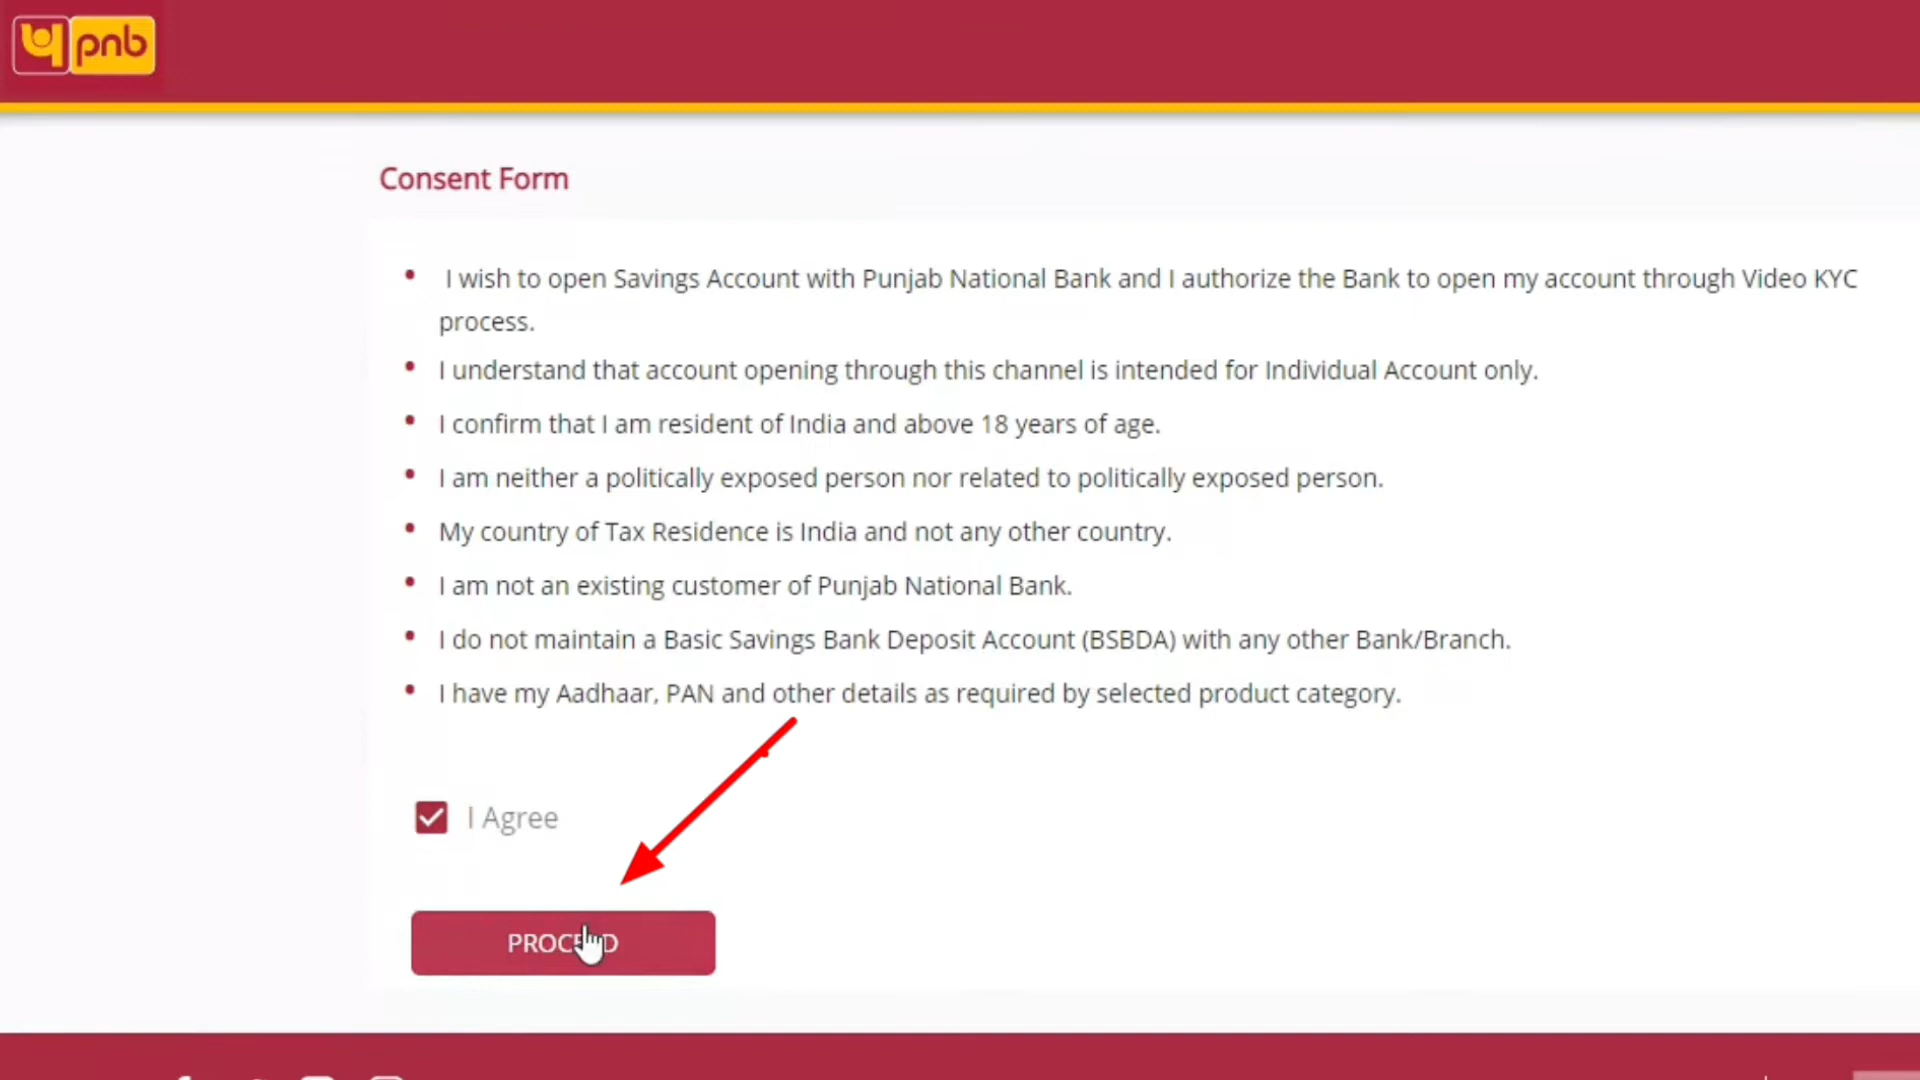 pnb
Consent Form
I wish to open Savings Account with Punjab National Bank and I authorize the Bank to open my account through Video KYC
process.
I understand that account opening through this channel is intended for Individual Account only.
I confirm that I am resident of India and above 18 years of age.
I am neither a politically exposed person nor related to politically exposed person.
My country of Tax Residence is India and not any other country.
I am not an existing customer of Punjab National Bank.
I do not maintain a Basic Savings Bank Deposit Account (BSBDA) with any other Bank/Branch.
I have my Aadhaar, PAN and other details as required by selected product category.
I Agree
PROCEED